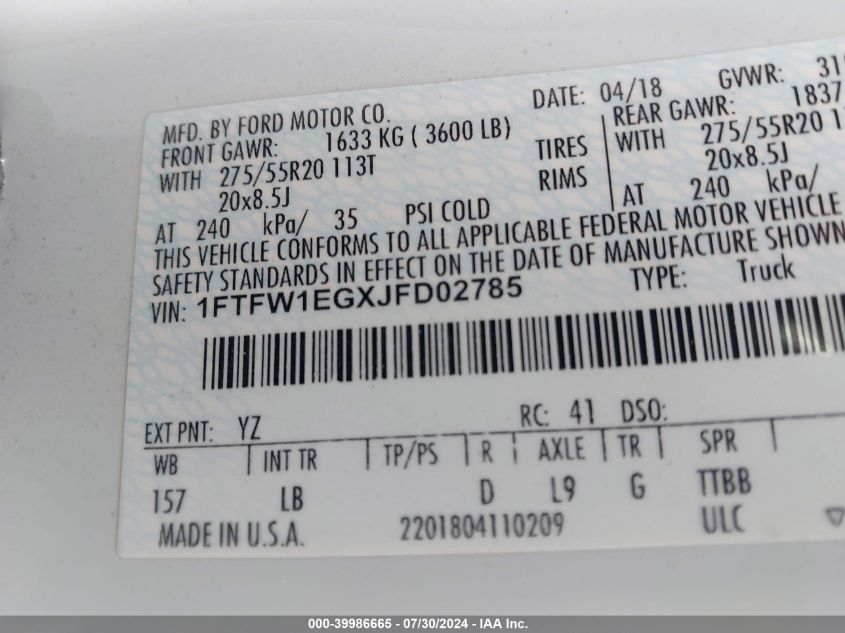 MFD. BY FORD MOTOR CO. DATE: 04/18 GVWR:
FRONT GAWR: 1633 KG ( 3600 LB) REAR GAWR: 1837
WITH 275/55R20 113T TIRES WITH 275/55R20
20x8.5J RIMS 20x8.5J
AT 240 kPa/ 35 PSI COLD AT 240 kPa/
THIS VEHICLE CONFORMS TO ALL APPLICABLE FEDERAL MOTOR VEHICLE
SAFETY STANDARDS IN EFFECT ON THE DATE OF MANUFACTURE SHOWN
VIN: 1FTFW1EGXJFD02785 TYPE: Truck
EXT PNT: YZ RC: 41 DSO:
WB INT TR TP/PS R AXLE TR SPR
157 LB D L9 G TTBB
MADE IN U.S.A. 2201804110209 ULC
000-39986665 - 07/30/2024 - IAA Inc.